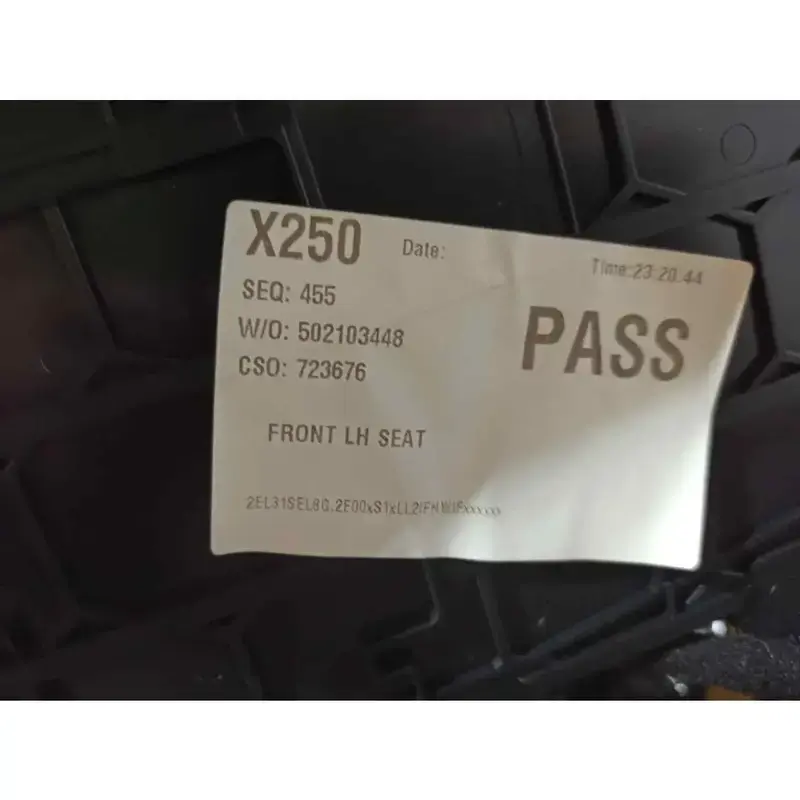 X250 Date: Time:23:20.44
SEQ: 455
W/O: 502103448
PASS
CSO: 723676
FRONT LH SEAT